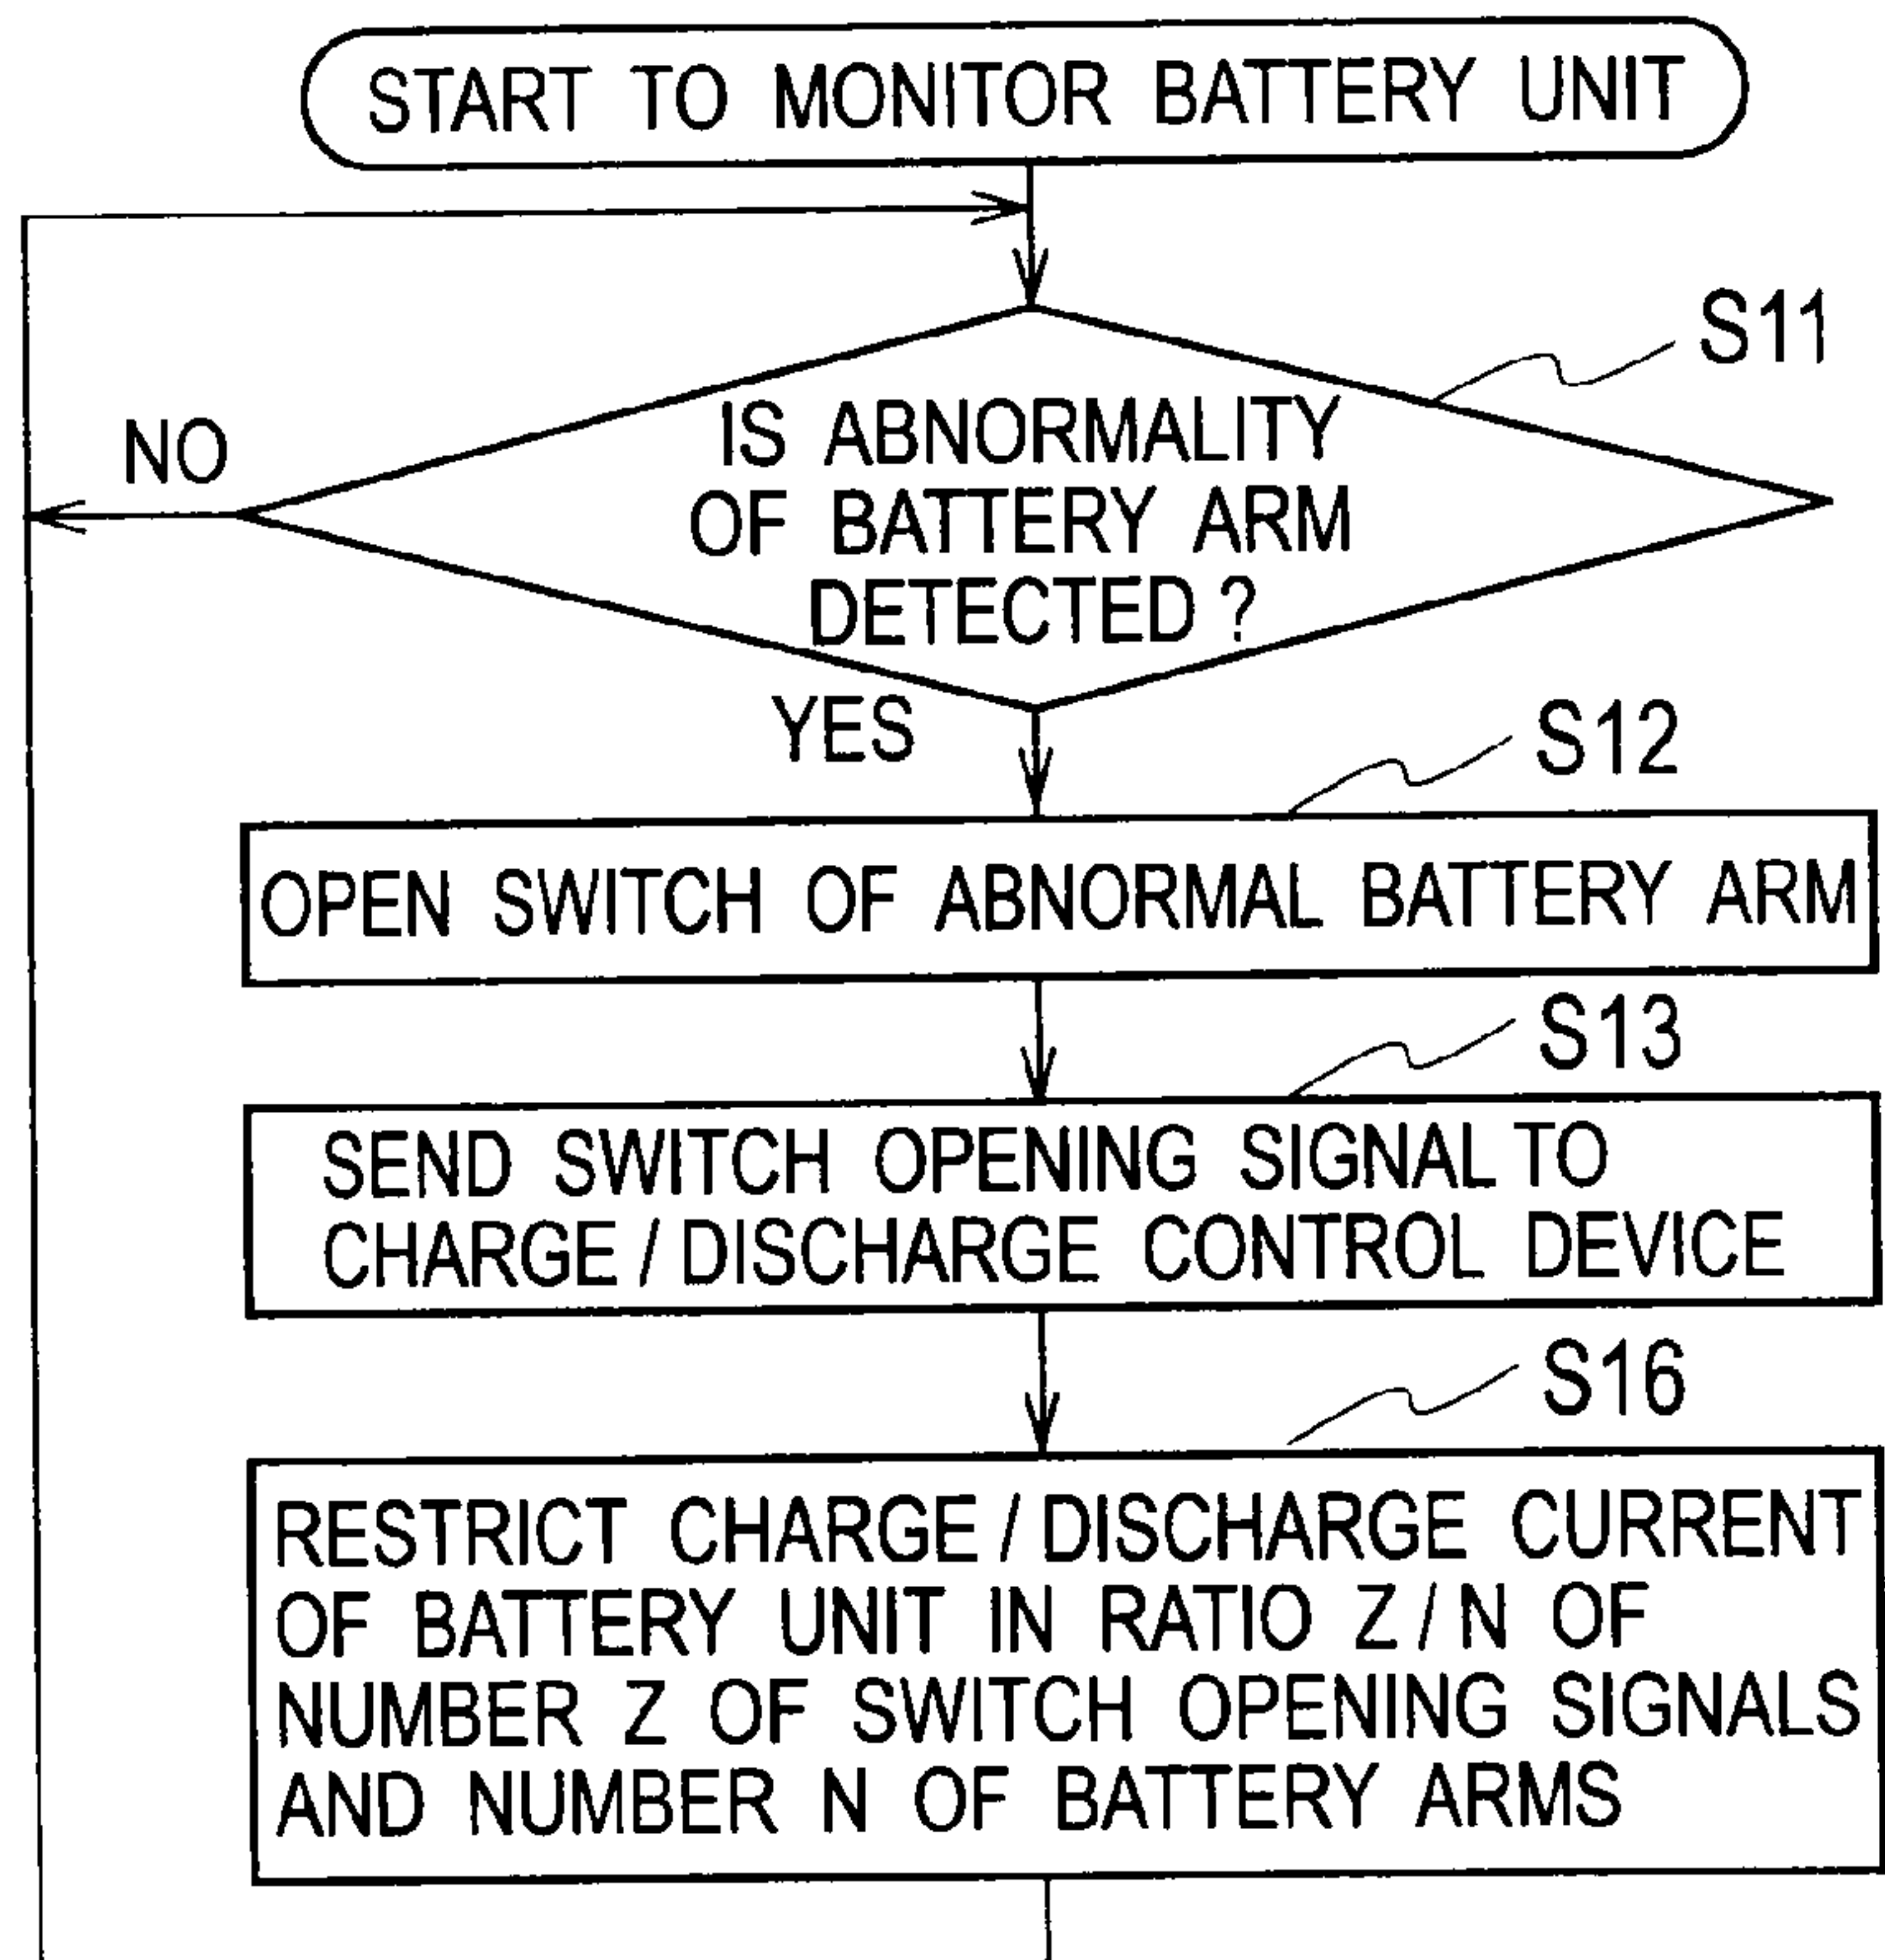 START TO MONITOR BATTERY UNIT
S11
IS ABNORMALITY
OF BATTERY ARM
DETECTED ?
NO
YES
S12
OPEN SWITCH OF ABNORMAL BATTERY ARM
S13
SEND SWITCH OPENING SIGNAL TO
CHARGE / DISCHARGE CONTROL DEVICE
S16
RESTRICT CHARGE / DISCHARGE CURRENT
OF BATTERY UNIT IN RATIO Z / N OF
NUMBER Z OF SWITCH OPENING SIGNALS
AND NUMBER N OF BATTERY ARMS